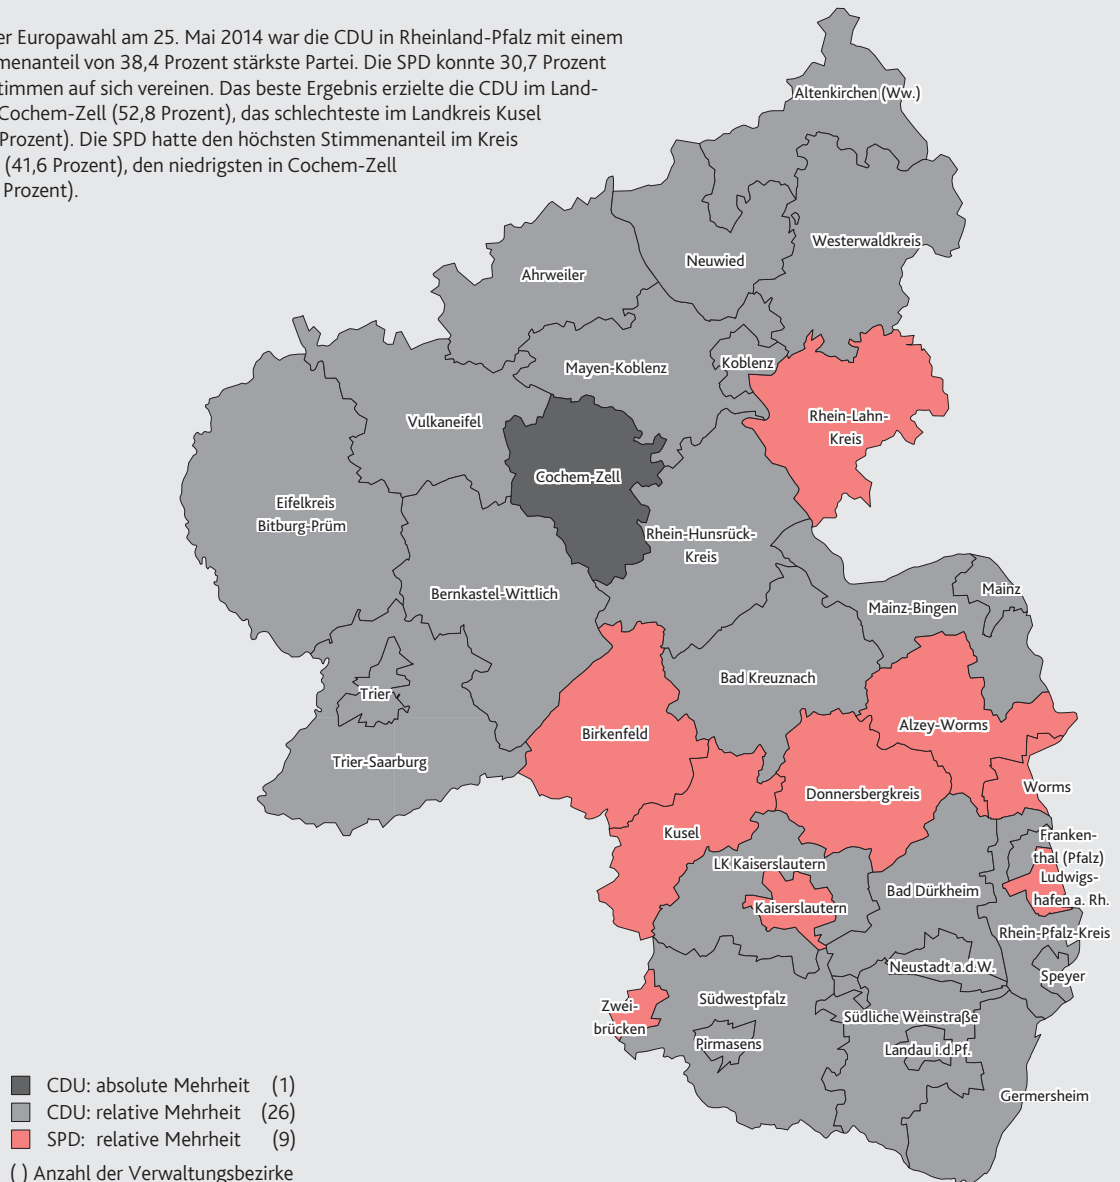 er Europawahl am 25. Mai 2014 war die CDU in Rheinland-Pfalz mit einem
menanteil von 38,4 Prozent stärkste Partei. Die SPD konnte 30,7 Prozent
timmen auf sich vereinen. Das beste Ergebnis erzielte die CDU im Land-
Cochem-Zell (52,8 Prozent), das schlechteste im Landkreis Kusel
Prozent). Die SPD hatte den höchsten Stimmenanteil im Kreis
(41,6 Prozent), den niedrigsten in Cochem-Zell
Prozent).
Altenkirchen (Ww.)
Westerwaldkreis
Neuwied
Ahrweiler
Koblenz
Mayen-Koblenz
Rhein-Lahn-
Kreis
Vulkaneifel
Cochem-Zell
Eifelkreis
Bitburg-Prüm
Rhein-Hunsrück-
Kreis
Bernkastel-Wittlich
Mainz
Mainz-Bingen
Bad Kreuznach
Trier
Alzey-Worms
Birkenfeld
Trier-Saarburg
Worms
Donnersbergkreis
Kusel
Franken-
thal (Pfalz)
LK Kaiserslautern
Ludwigs-
hafen a. Rh.
Bad Dürkheim
Kaiserslautern
Rhein-Pfalz-Kreis
Neustadt a.d.W.
Speyer
Südwestpfalz
Zwei-
brücken
Südliche Weinstraße
Pirmasens
Landau i.d.Pf.
Germersheim
CDU: absolute Mehrheit (1)
CDU: relative Mehrheit (26)
SPD: relative Mehrheit (9)
( ) Anzahl der Verwaltungsbezirke